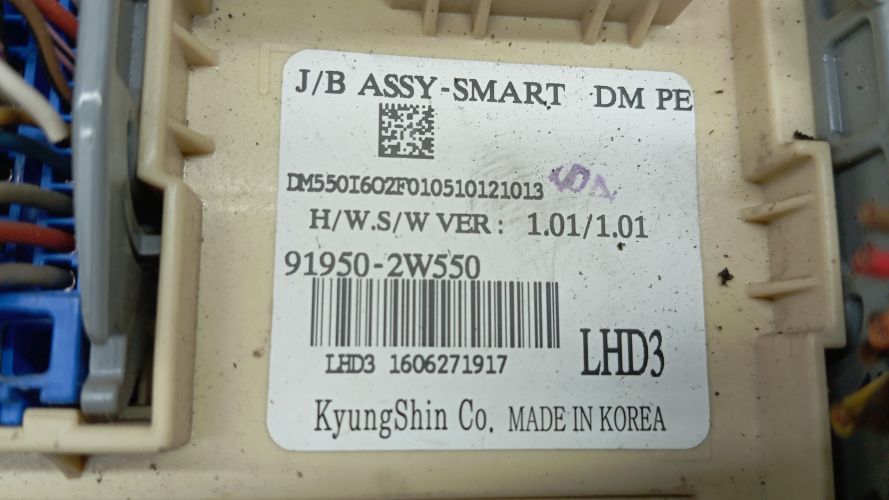 J/B ASSY-SMART DM PE
DM550I602F010510121013
H/W.S/W VER : 1.01/1.01
91950-2W550
LHD3 1606271917
LHD3
KyungShin Co. MADE IN KOREA